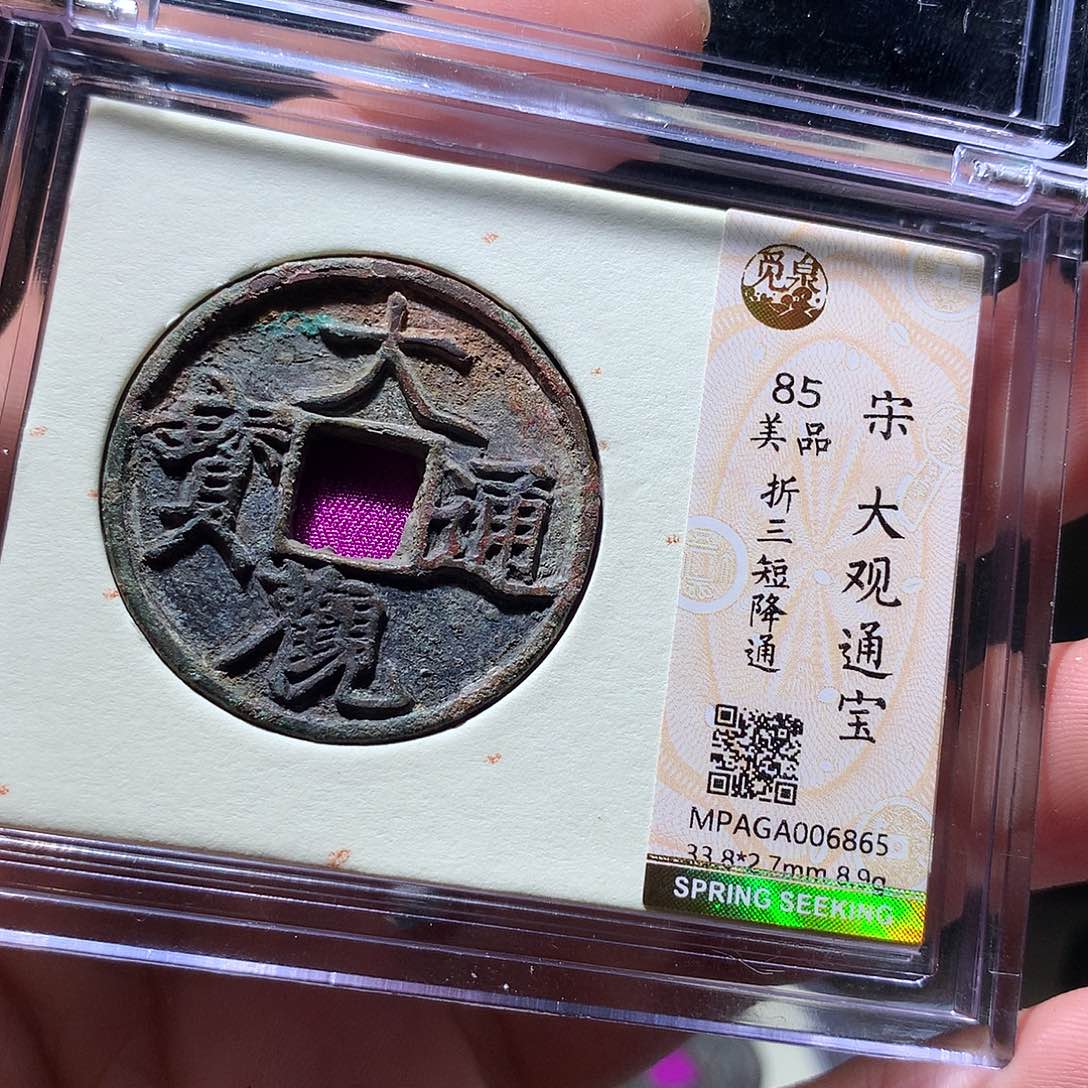 大
觀
通
寶
觅泉
宋 大观通宝
85
美品
折三短降通
MPAGA006865
33.8*2.7mm 8.9g
SPRING SEEKING